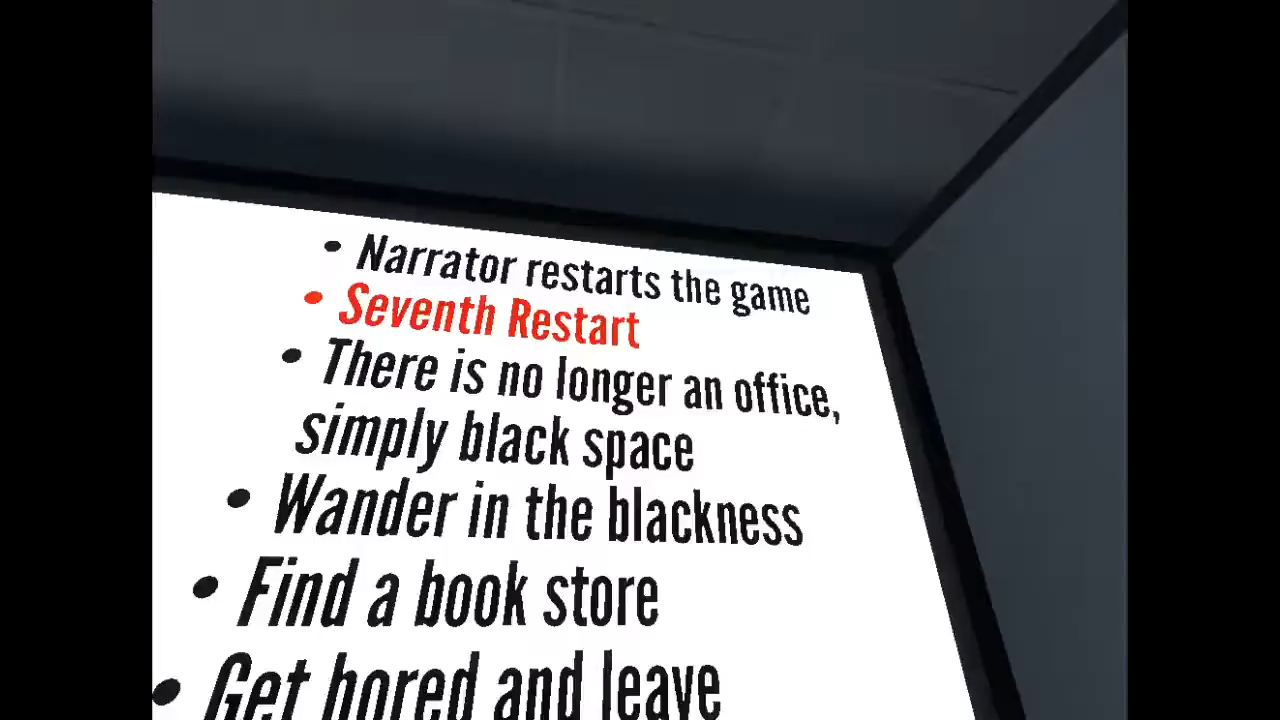 • Narrator restarts the game
• Seventh Restart
• There is no longer an office,
simply black space
• Wander in the blackness
• Find a book store
• Get bored and leave